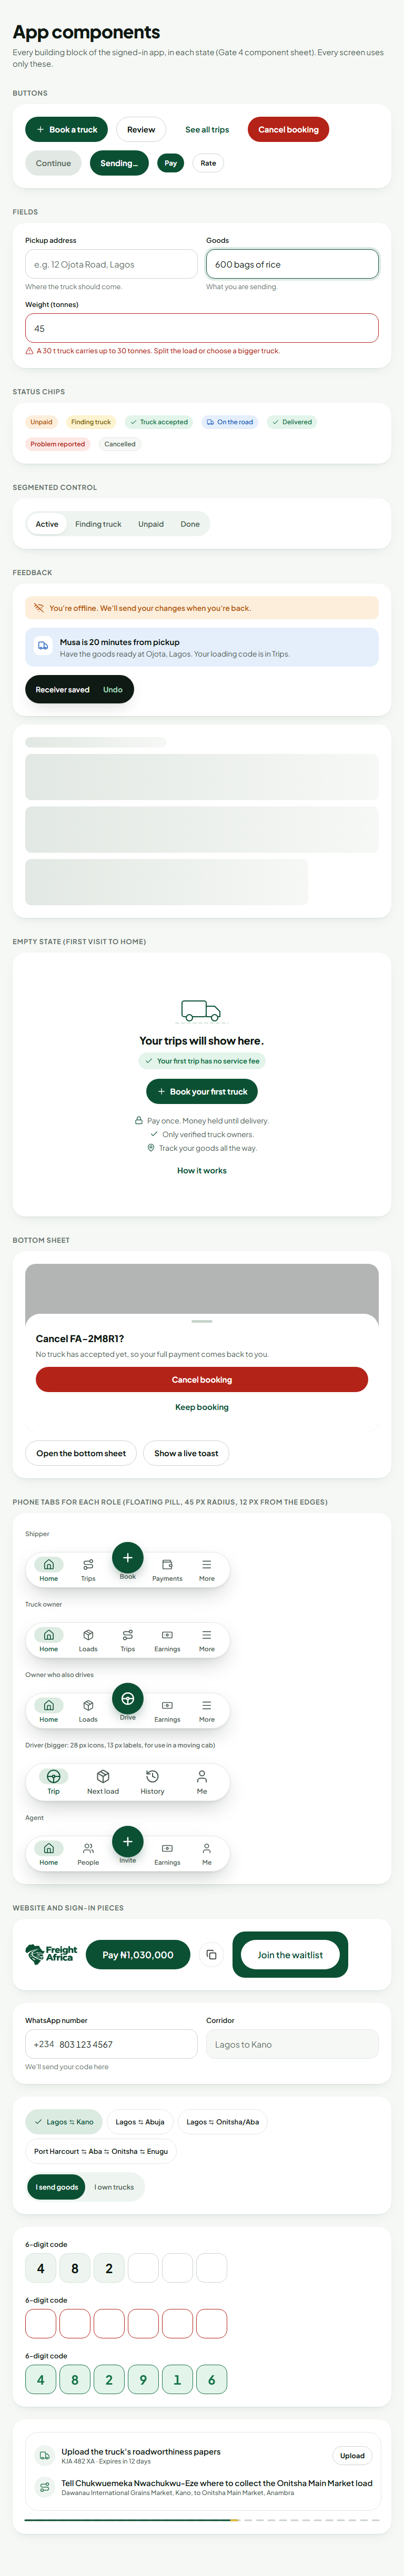 App components
Every building block of the signed-in app, in each state (Gate 4 component sheet). Every screen uses
only these.
BUTTONS
Book a truck
Review
See all trips
Cancel booking
Continue
Sending...
Pay
Rate
FIELDS
Pickup address
Goods
e.g. 12 Ojota Road, Lagos
600 bags of rice
Where the truck should come.
What you are sending.
Weight (tonnes)
45
A 30 t truck carries up to 30 tonnes. Split the load or choose a bigger truck.
STATUS CHIPS
Unpaid
Finding truck
Truck accepted
On the road
Delivered
Problem reported
Cancelled
SEGMENTED CONTROL
Active
Finding truck
Unpaid
Done
FEEDBACK
You're offline. We'll send your changes when you're back.
Musa is 20 minutes from pickup
Have the goods ready at Ojota, Lagos. Your loading code is in Trips.
Receiver saved
Undo
EMPTY STATE (FIRST VISIT TO HOME)
Your trips will show here.
Your first trip has no service fee
Book your first truck
Pay once. Money held until delivery.
Only verified truck owners.
Track your goods all the way.
How it works
BOTTOM SHEET
Cancel FA-2M8R1?
No truck has accepted yet, so your full payment comes back to you.
Cancel booking
Keep booking
Open the bottom sheet
Show a live toast
PHONE TABS FOR EACH ROLE (FLOATING PILL, 45 PX RADIUS, 12 PX FROM THE EDGES)
Shipper
Home
Trips
Book
Payments
More
Truck owner
Home
Loads
Trips
Earnings
More
Owner who also drives
Home
Loads
Drive
Earnings
More
Driver (bigger: 28 px icons, 13 px labels, for use in a moving cab)
Trip
Next load
History
Me
Agent
Home
People
Invite
Earnings
Me
WEBSITE AND SIGN-IN PIECES
Freight
Africa
Pay ₦1,030,000
Join the waitlist
WhatsApp number
Corridor
+234 803 123 4567
Lagos to Kano
We'll send your code here
Lagos ⇆ Kano
Lagos ⇆ Abuja
Lagos ⇆ Onitsha/Aba
Port Harcourt ⇆ Aba ⇆ Onitsha ⇆ Enugu
I send goods
I own trucks
6-digit code
4 8 2
6-digit code
6-digit code
4 8 2 9 1 6
Upload the truck's roadworthiness papers
KJA 482 XA · Expires in 12 days
Upload
Tell Chukwuemeka Nwachukwu-Eze where to collect the Onitsha Main Market load
Dawanau International Grains Market, Kano, to Onitsha Main Market, Anambra